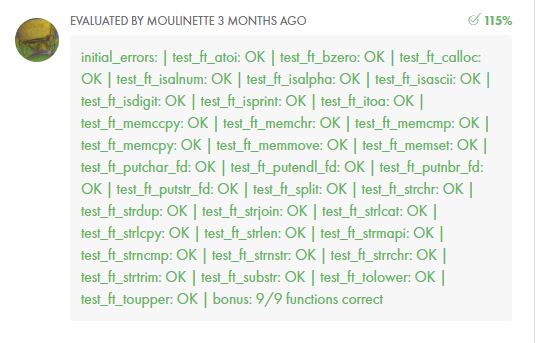 EVALUATED BY MOULINETTE 3 MONTHS AGO 115%
initial_errors: | test_ft_atoi: OK | test_ft_bzero: OK | test_ft_calloc:
OK | test_ft_isalnum: OK | test_ft_isalpha: OK | test_ft_isascii: OK |
test_ft_isdigit: OK | test_ft_isprint: OK | test_ft_itoa: OK |
test_ft_memccpy: OK | test_ft_memchr: OK | test_ft_memcmp: OK |
test_ft_memcpy: OK | test_ft_memmove: OK | test_ft_memset: OK |
test_ft_putchar_fd: OK | test_ft_putendl_fd: OK | test_ft_putnbr_fd:
OK | test_ft_putstr_fd: OK | test_ft_split: OK | test_ft_strchr: OK |
test_ft_strdup: OK | test_ft_strjoin: OK | test_ft_strlcat: OK |
test_ft_strlcpy: OK | test_ft_strlen: OK | test_ft_strmapi: OK |
test_ft_strncmp: OK | test_ft_strnstr: OK | test_ft_strrchr: OK |
test_ft_strtrim: OK | test_ft_substr: OK | test_ft_tolower: OK |
test_ft_toupper: OK | bonus: 9/9 functions correct